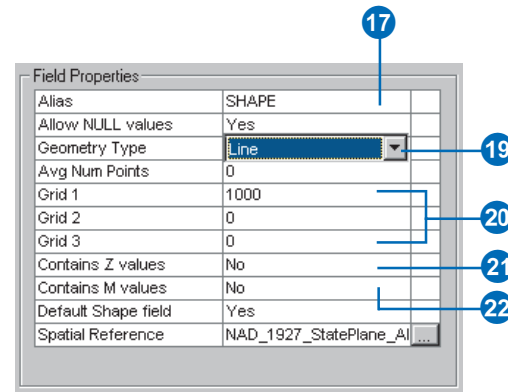 17
Field Properties
Alias SHAPE
Allow NULL values Yes
Geometry Type Line
19
Avg Num Points 0
Grid 1 1000
Grid 2 0
20
Grid 3 0
Contains Z values No
21
Contains M values No
22
Default Shape field Yes
Spatial Reference NAD_1927_StatePlane_Al ...